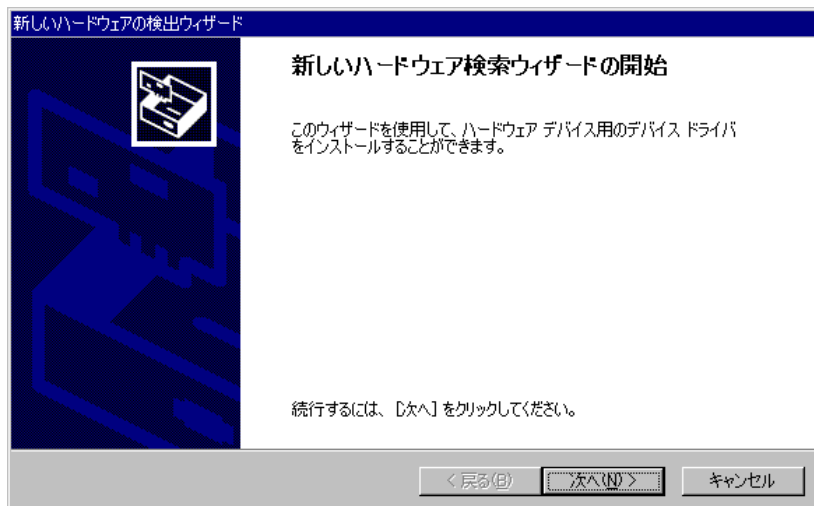 新しいハードウェアの検出ウィザード
新しいハードウェア検索ウィザードの開始
このウィザードを使用して、ハードウェア デバイス用のデバイス ドライバ
をインストールすることができます。
続行するには、[次へ] をクリックしてください。
< 戻る(B)
次へ(N) >
キャンセル